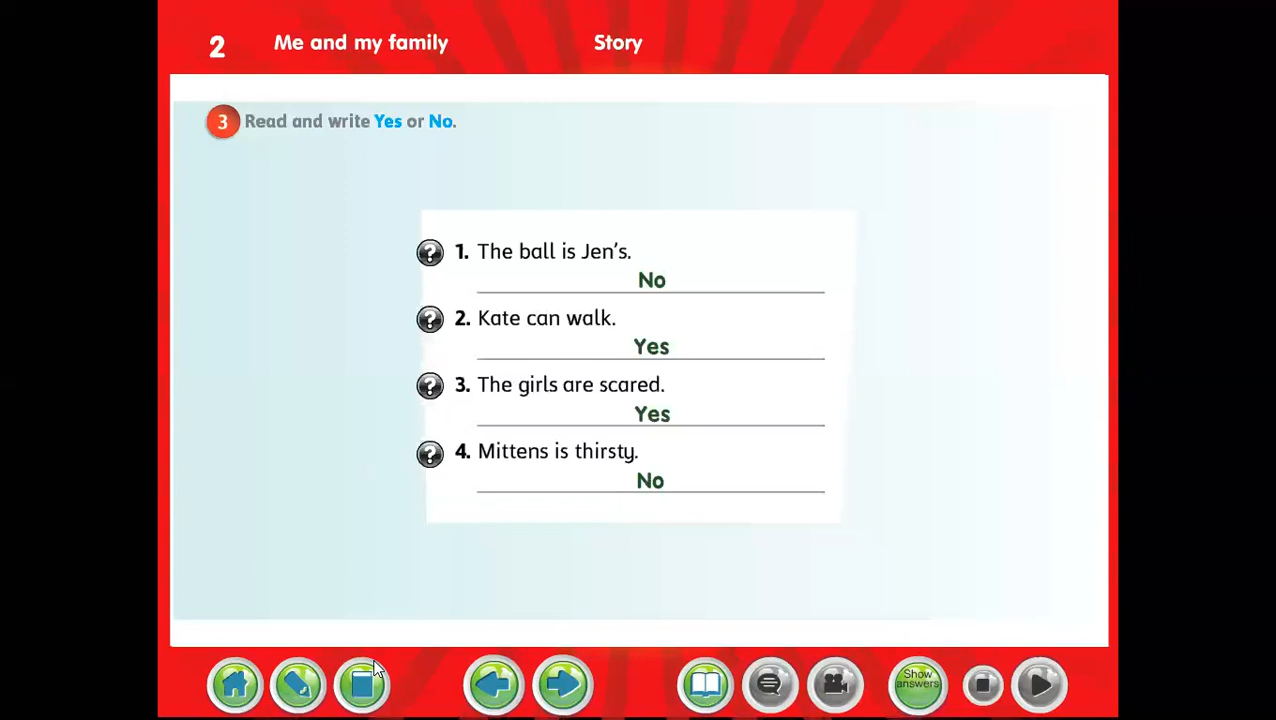 2 Me and my family Story
3 Read and write Yes or No.
? 1. The ball is Jen's.
No
? 2. Kate can walk.
Yes
? 3. The girls are scared.
Yes
? 4. Mittens is thirsty.
No
Show
answers